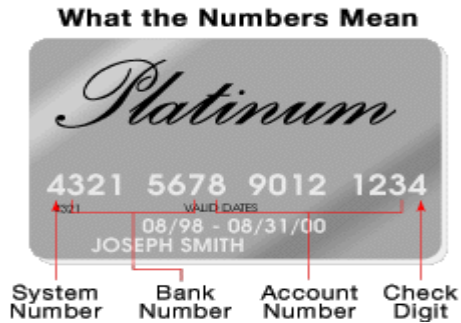 What the Numbers Mean
Platinum
4321 5678 9012 1234
4321 VALID DATES
08/98 - 08/31/00
JOSEPH SMITH
System Bank Account Check
Number Number Number Digit